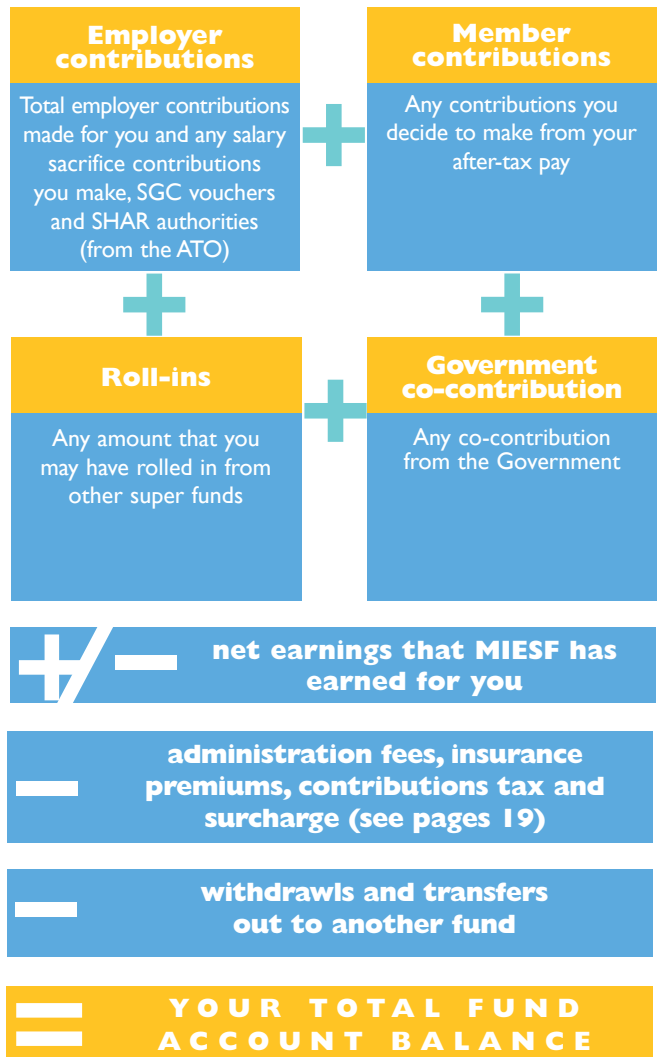 Employer
contributions
Total employer contributions
made for you and any salary
sacrifice contributions
you make, SGC vouchers
and SHAR authorities
(from the ATO)
+
Member
contributions
Any contributions you
decide to make from your
after-tax pay
+
+
Roll-ins
Any amount that you
may have rolled in from
other super funds
+
Government
co-contribution
Any co-contribution
from the Government
+/−
net earnings that MIESF has
earned for you
−
administration fees, insurance
premiums, contributions tax and
surcharge (see pages 19)
−
withdrawls and transfers
out to another fund
=
YOUR TOTAL FUND
ACCOUNT BALANCE